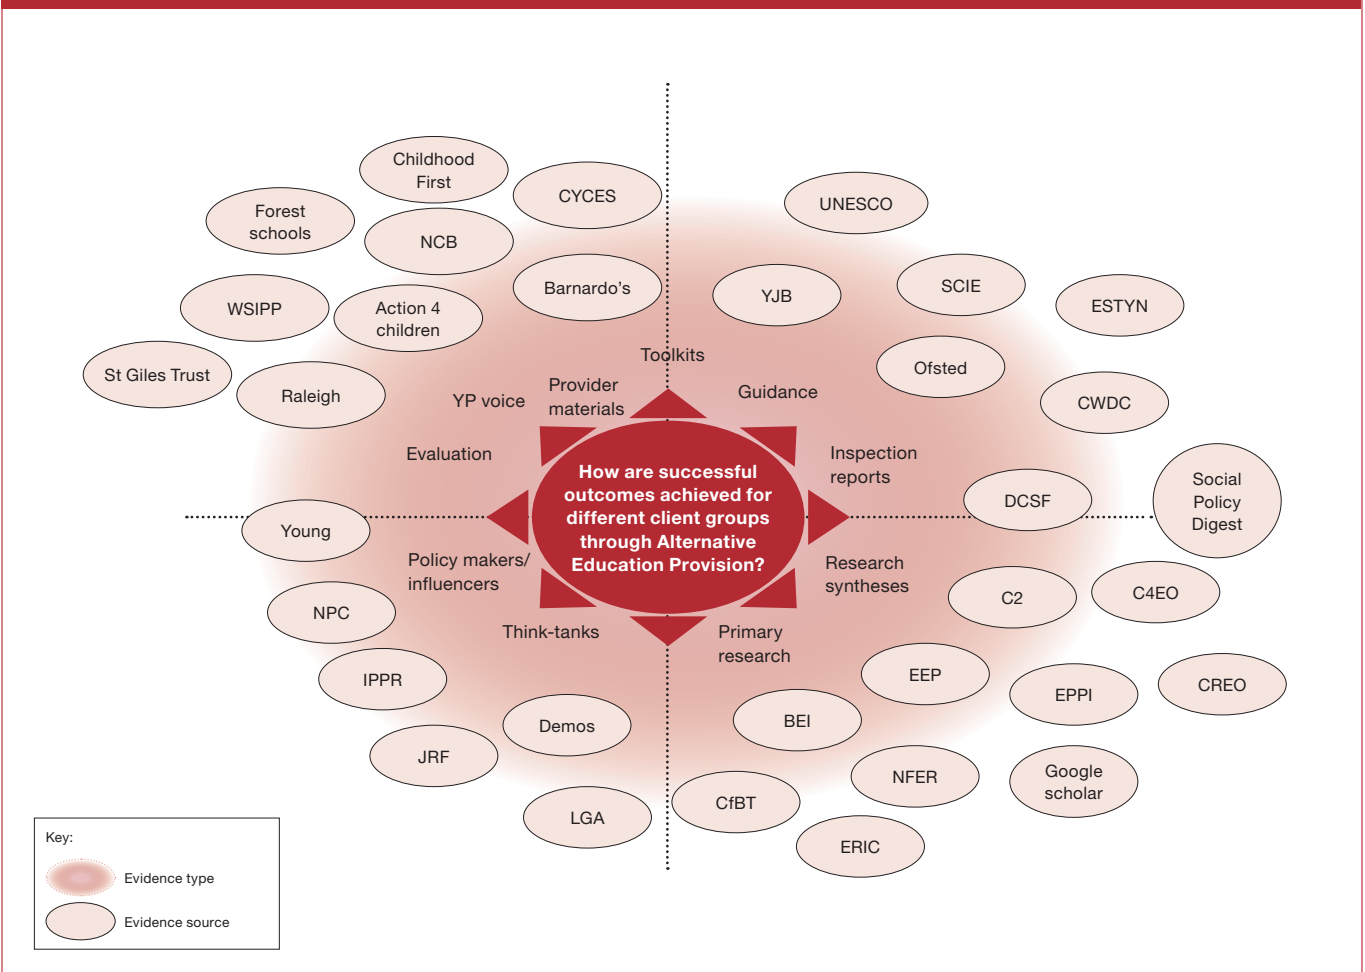 Childhood
First
CYCES
UNESCO
Forest
schools
NCB
Barnardo's
YJB
SCIE
ESTYN
WSIPP
Action 4
children
Toolkits
Ofsted
St Giles Trust
Raleigh
YP voice
Provider
materials
Guidance
CWDC
Evaluation
Inspection
reports
How are successful
outcomes achieved for
different client groups
through Alternative
Education Provision?
DCSF
Social
Policy
Digest
Young
Policy makers/
influencers
Research
syntheses
C2
C4EO
NPC
Think-tanks
Primary
research
IPPR
EEP
EPPI
CREO
Demos
BEI
JRF
NFER
Google
scholar
LGA
CfBT
ERIC
Key:
Evidence type
Evidence source